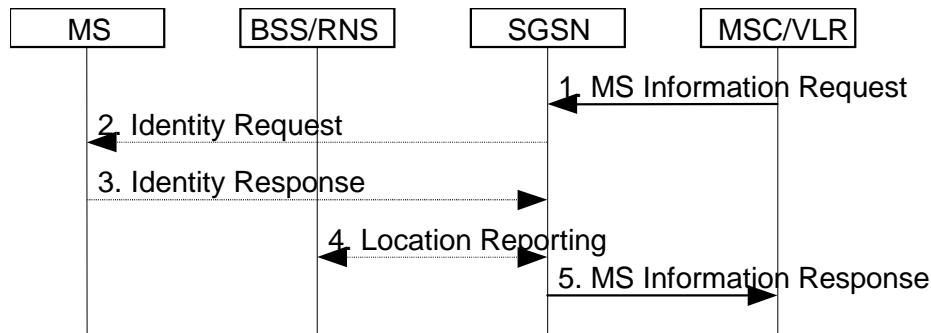 MS BSS/RNS SGSN MSC/VLR
1. MS Information Request
2. Identity Request
3. Identity Response
4. Location Reporting
5. MS Information Response